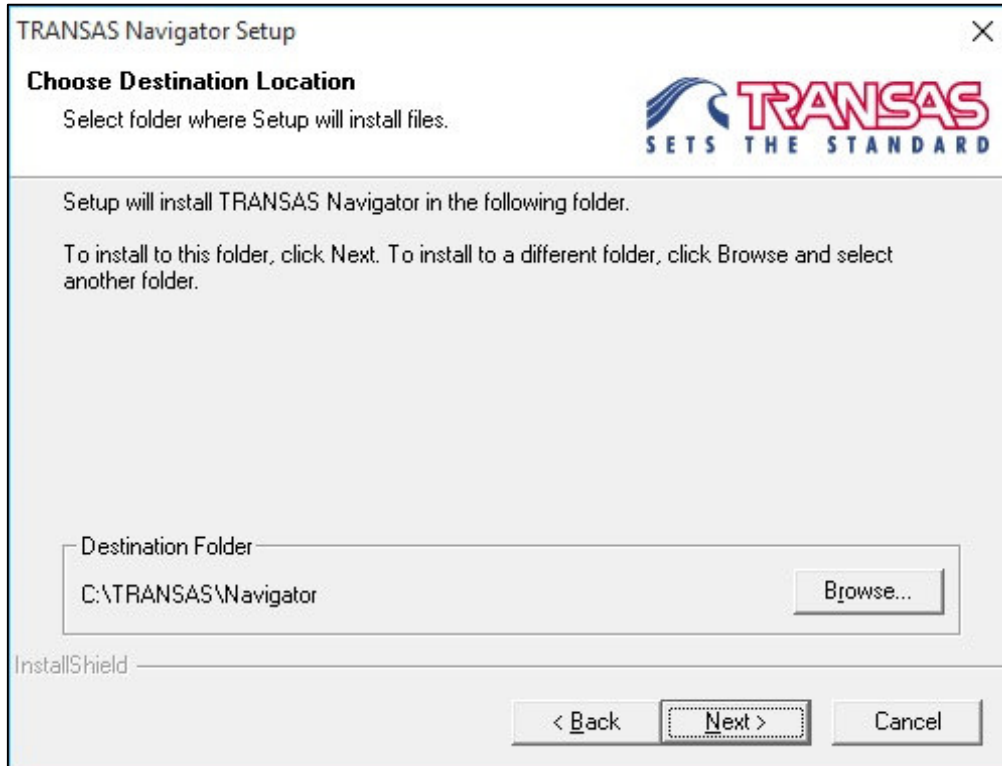 TRANSAS Navigator Setup
Choose Destination Location
Select folder where Setup will install files.
TRANSAS
SETS THE STANDARD
Setup will install TRANSAS Navigator in the following folder.
To install to this folder, click Next. To install to a different folder, click Browse and select
another folder.
Destination Folder
C:\TRANSAS\Navigator
Browse...
InstallShield
< Back
Next >
Cancel